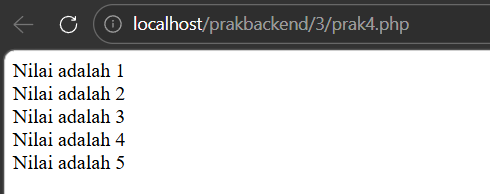 localhost/prakbackend/3/prak4.php
Nilai adalah 1
Nilai adalah 2
Nilai adalah 3
Nilai adalah 4
Nilai adalah 5